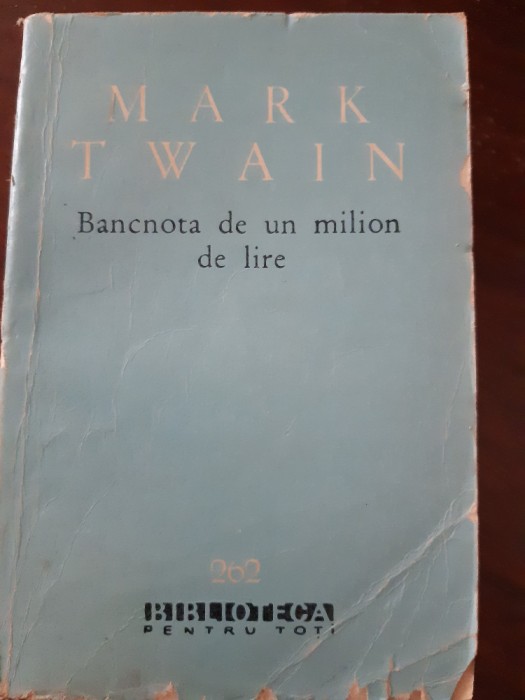 MARK
TWAIN
Bancnota de un milion
de lire
262
BIBLIOTECA
PENTRU TOȚI